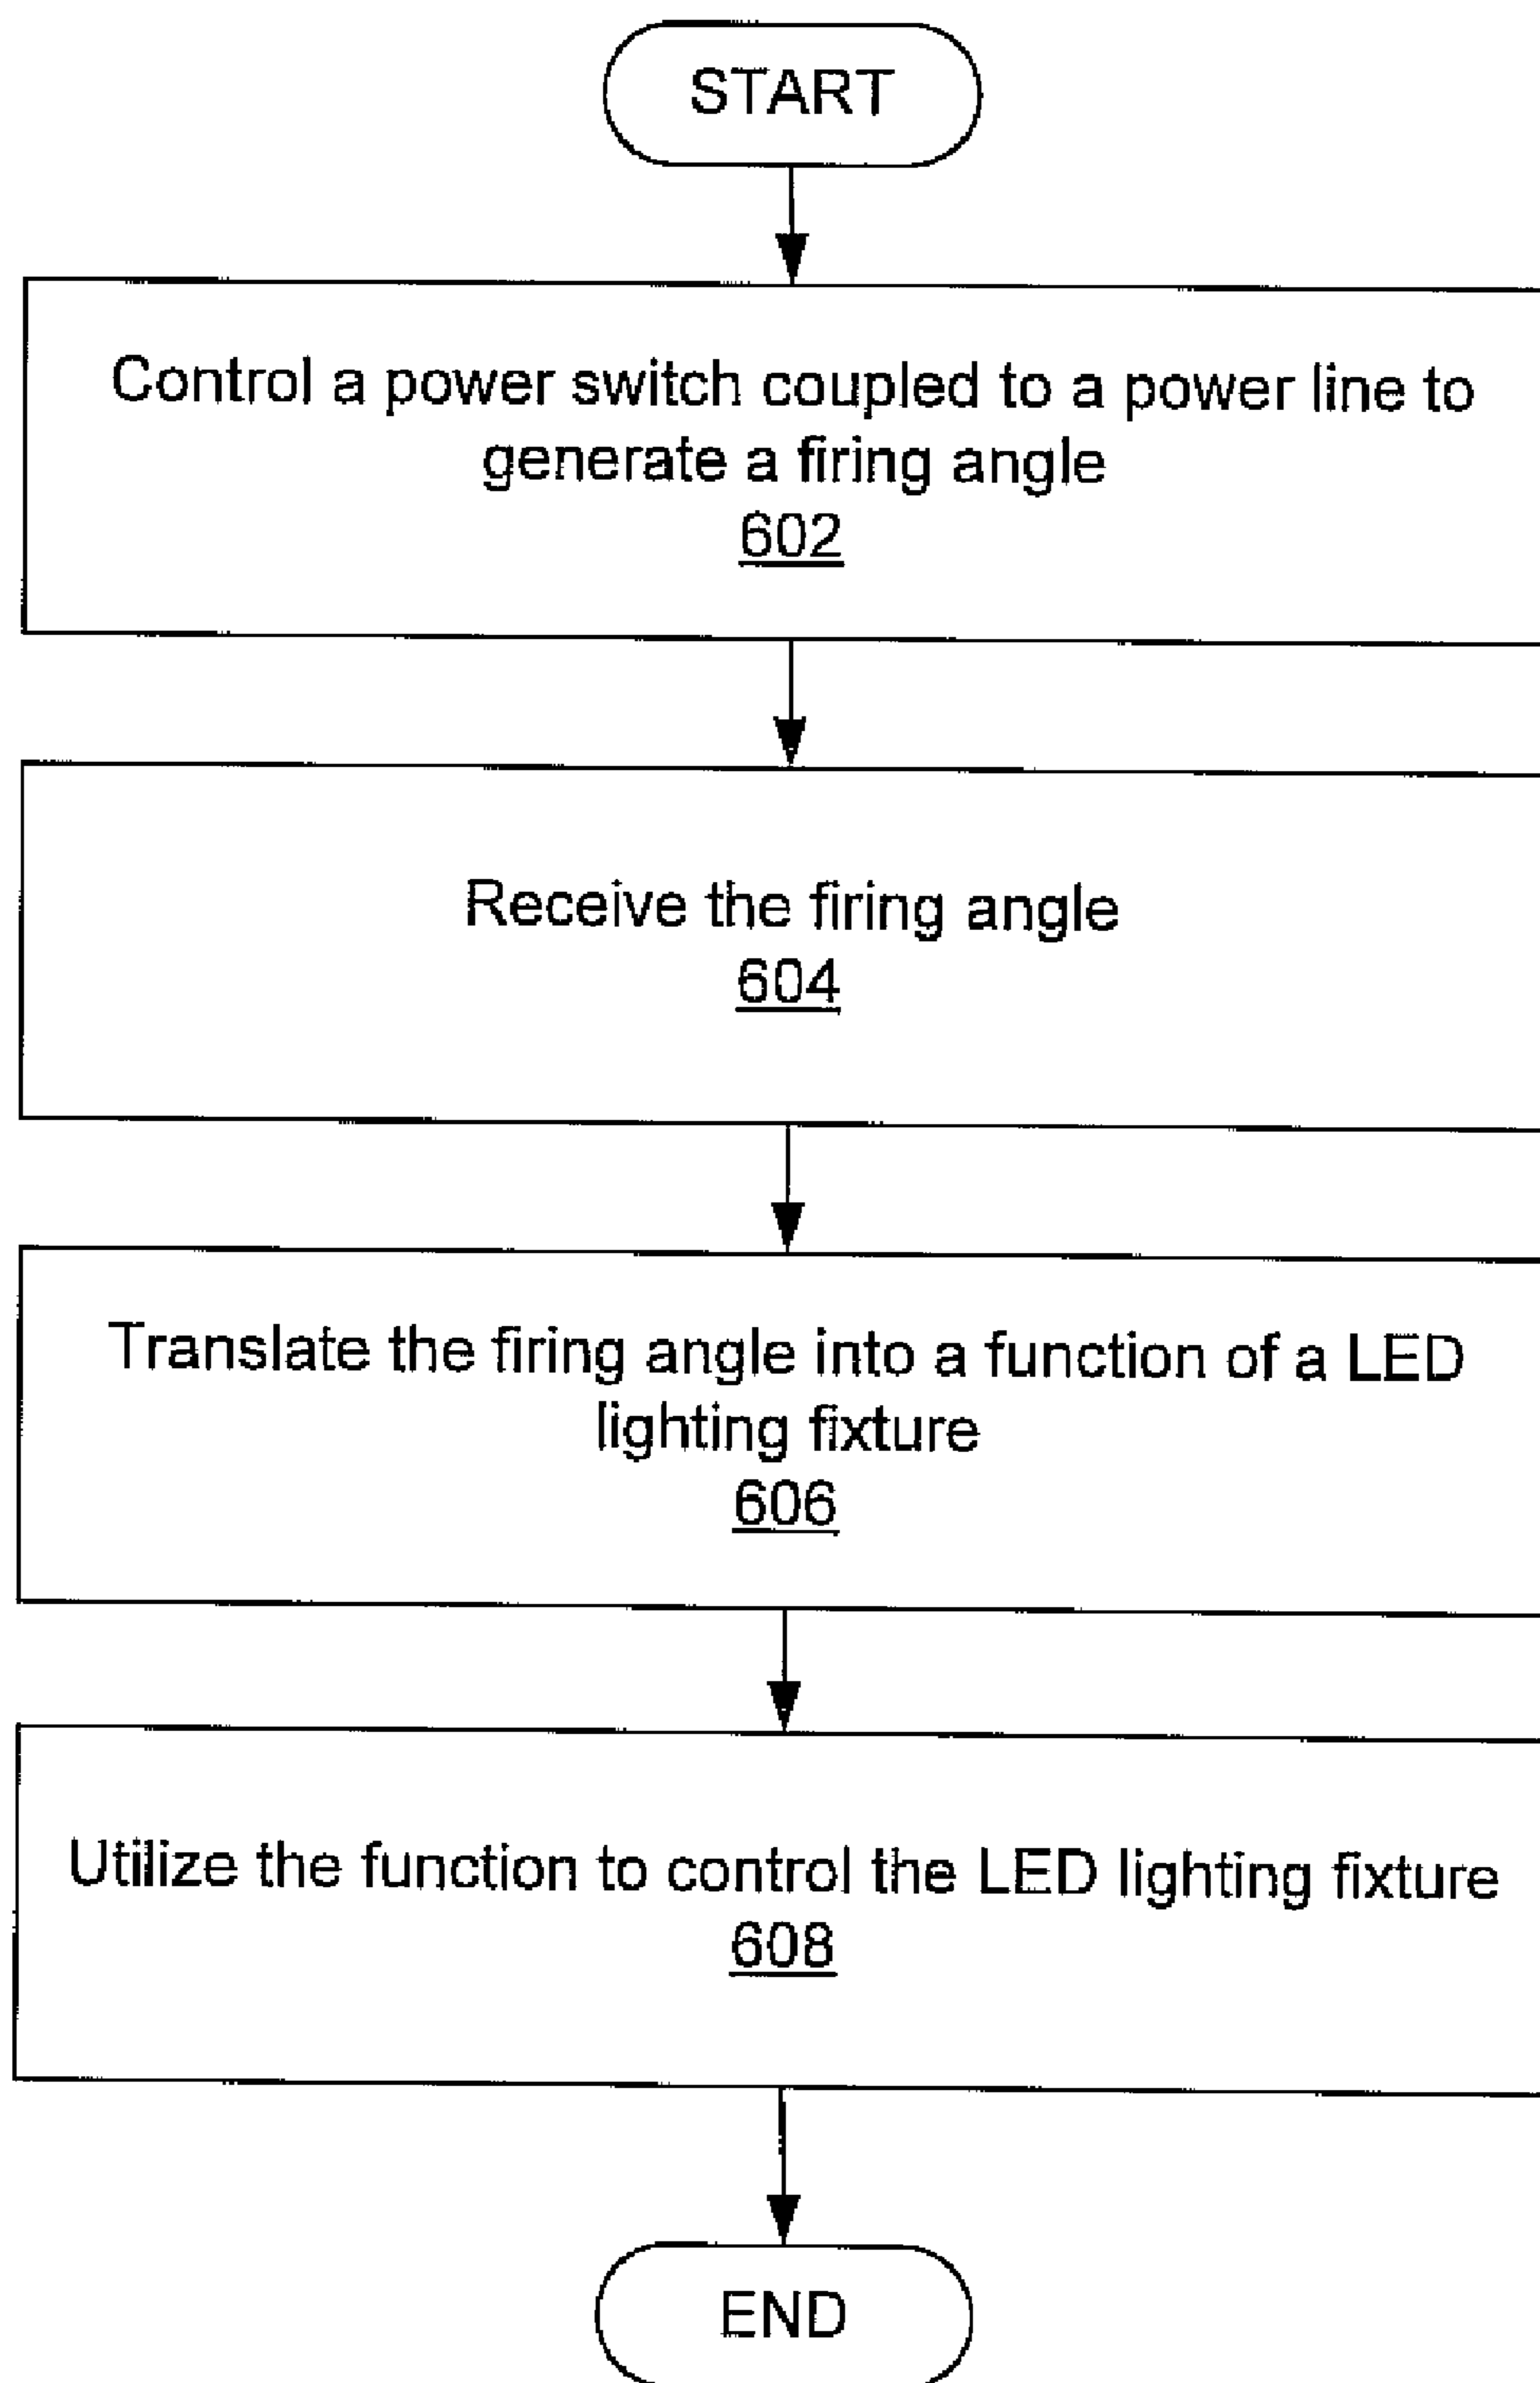 START
Control a power switch coupled to a power line to
generate a firing angle
602
Receive the firing angle
604
Translate the firing angle into a function of a LED
lighting fixture
606
Utilize the function to control the LED lighting fixture
608
END